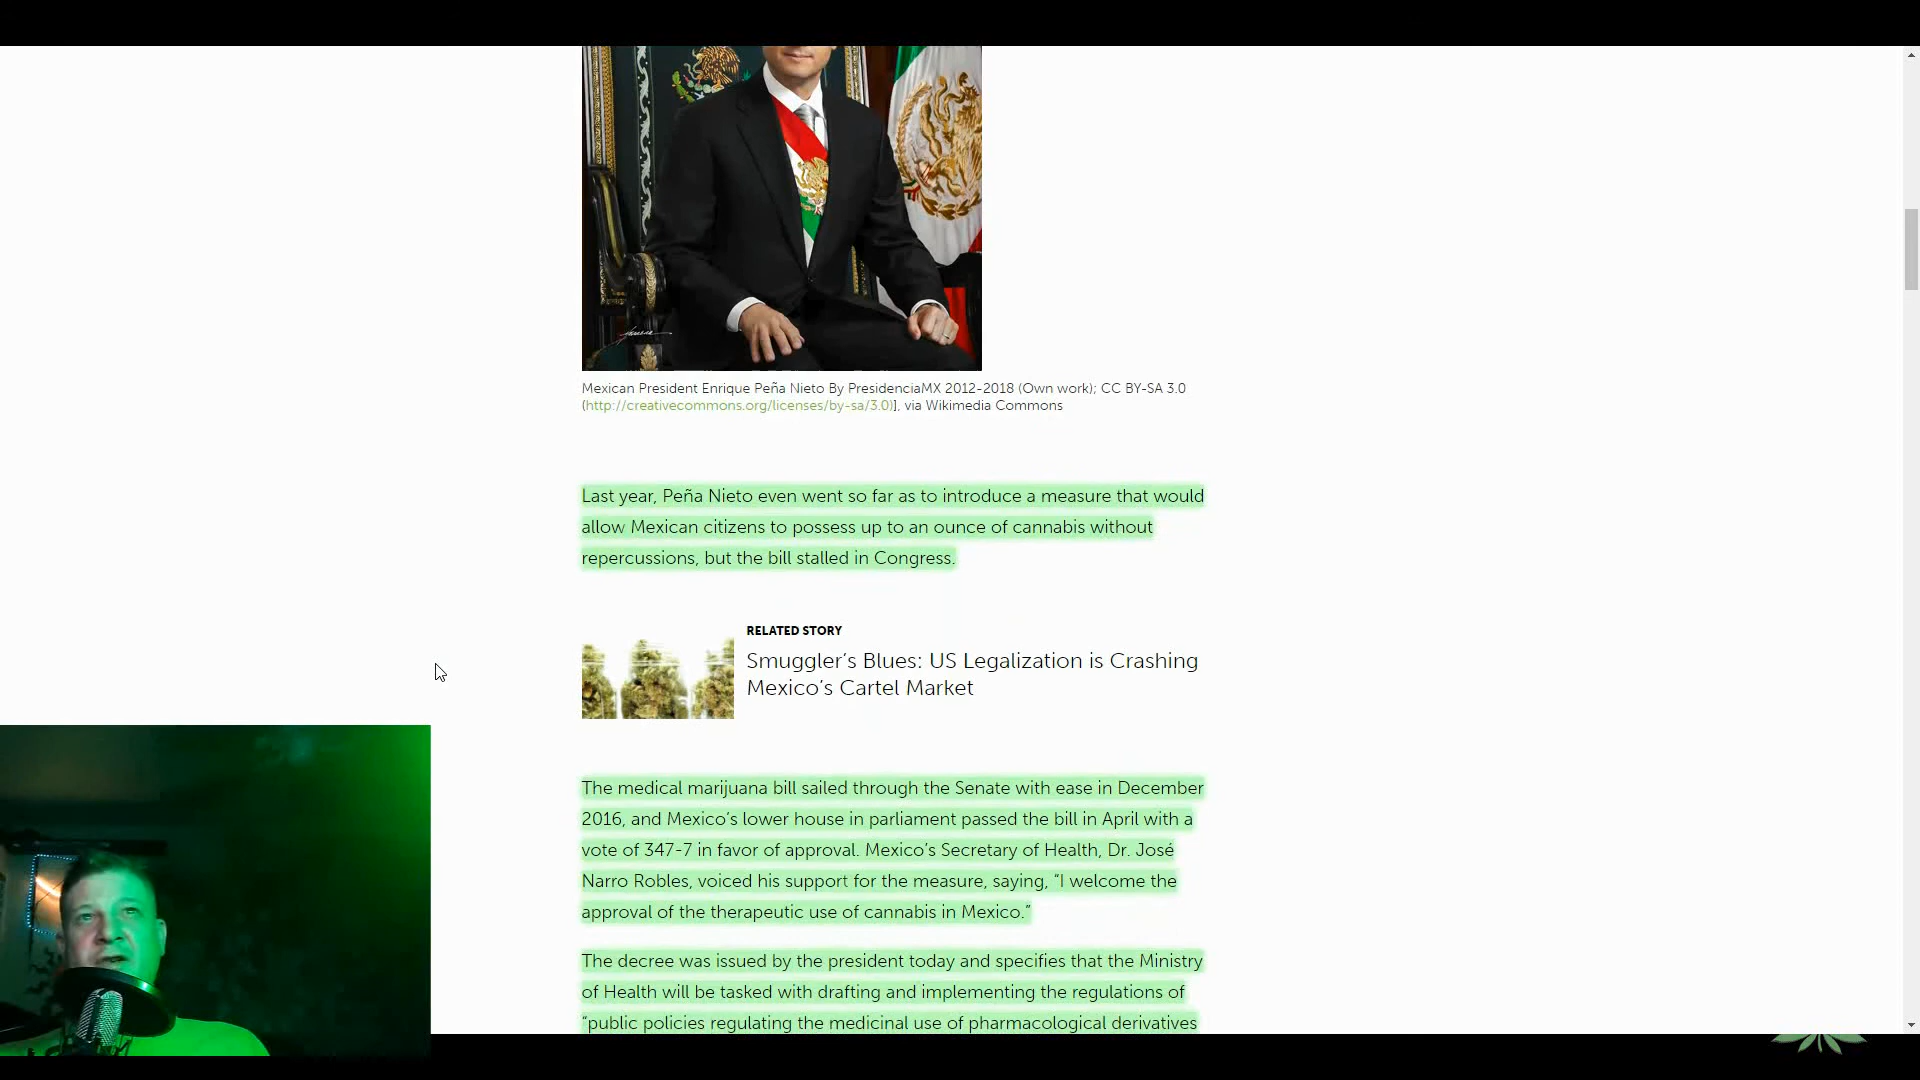 Mexican President Enrique Peña Nieto By PresidenciaMX 2012-2018 (Own work); CC BY-SA 3.0
(http://creativecommons.org/licenses/by-sa/3.0)], via Wikimedia Commons
Last year, Peña Nieto even went so far as to introduce a measure that would
allow Mexican citizens to possess up to an ounce of cannabis without
repercussions, but the bill stalled in Congress.
RELATED STORY
Smuggler’s Blues: US Legalization is Crashing
Mexico’s Cartel Market
The medical marijuana bill sailed through the Senate with ease in December
2016, and Mexico’s lower house in parliament passed the bill in April with a
vote of 347-7 in favor of approval. Mexico’s Secretary of Health, Dr. José
Narro Robles, voiced his support for the measure, saying, “I welcome the
approval of the therapeutic use of cannabis in Mexico.”
The decree was issued by the president today and specifies that the Ministry
of Health will be tasked with drafting and implementing the regulations of
“public policies regulating the medicinal use of pharmacological derivatives